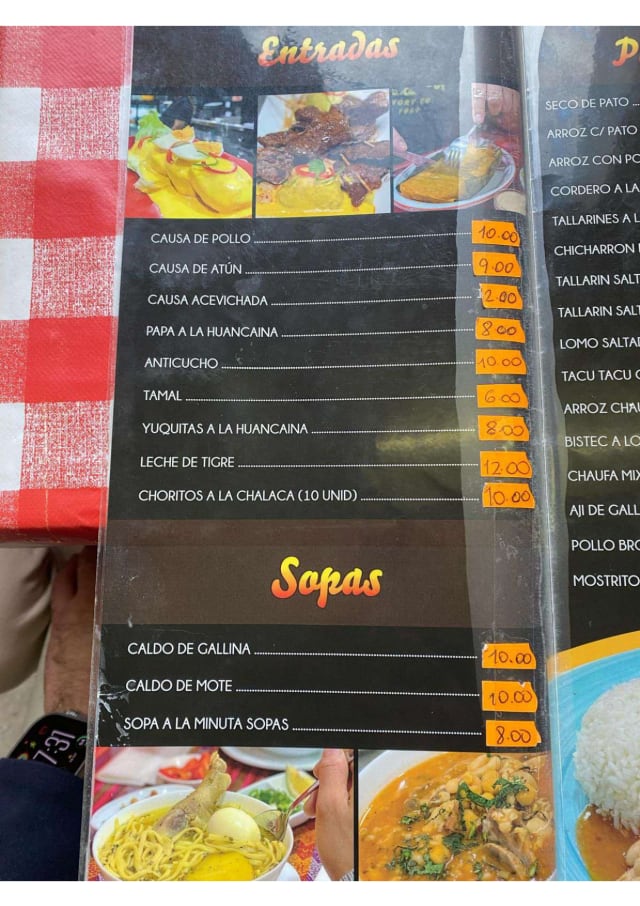 Entradas
CAUSA DE POLLO 10.00
CAUSA DE ATÚN 9.00
CAUSA ACEVICHADA 12.00
PAPA A LA HUANCAINA 8.00
ANTICUCHO 10.00
TAMAL 6.00
YUQUITAS A LA HUANCAINA 8.00
LECHE DE TIGRE 12.00
CHORITOS A LA CHALACA (10 UNID) 10.00
Sopas
CALDO DE GALLINA 10.00
CALDO DE MOTE 10.00
SOPA A LA MINUTA SOPAS 8.00
P
SECO DE PATO
ARROZ C/ PATO
ARROZ CON PO
CORDERO A LA
TALLARINES A L
CHICHARRON
TALLARIN SALT
TALLARIN SALT
LOMO SALTAD
TACU TACU C
ARROZ CHAU
BISTEC A LO
CHAUFA MIX
AJI DE GALL
POLLO BRO
MOSTRITO